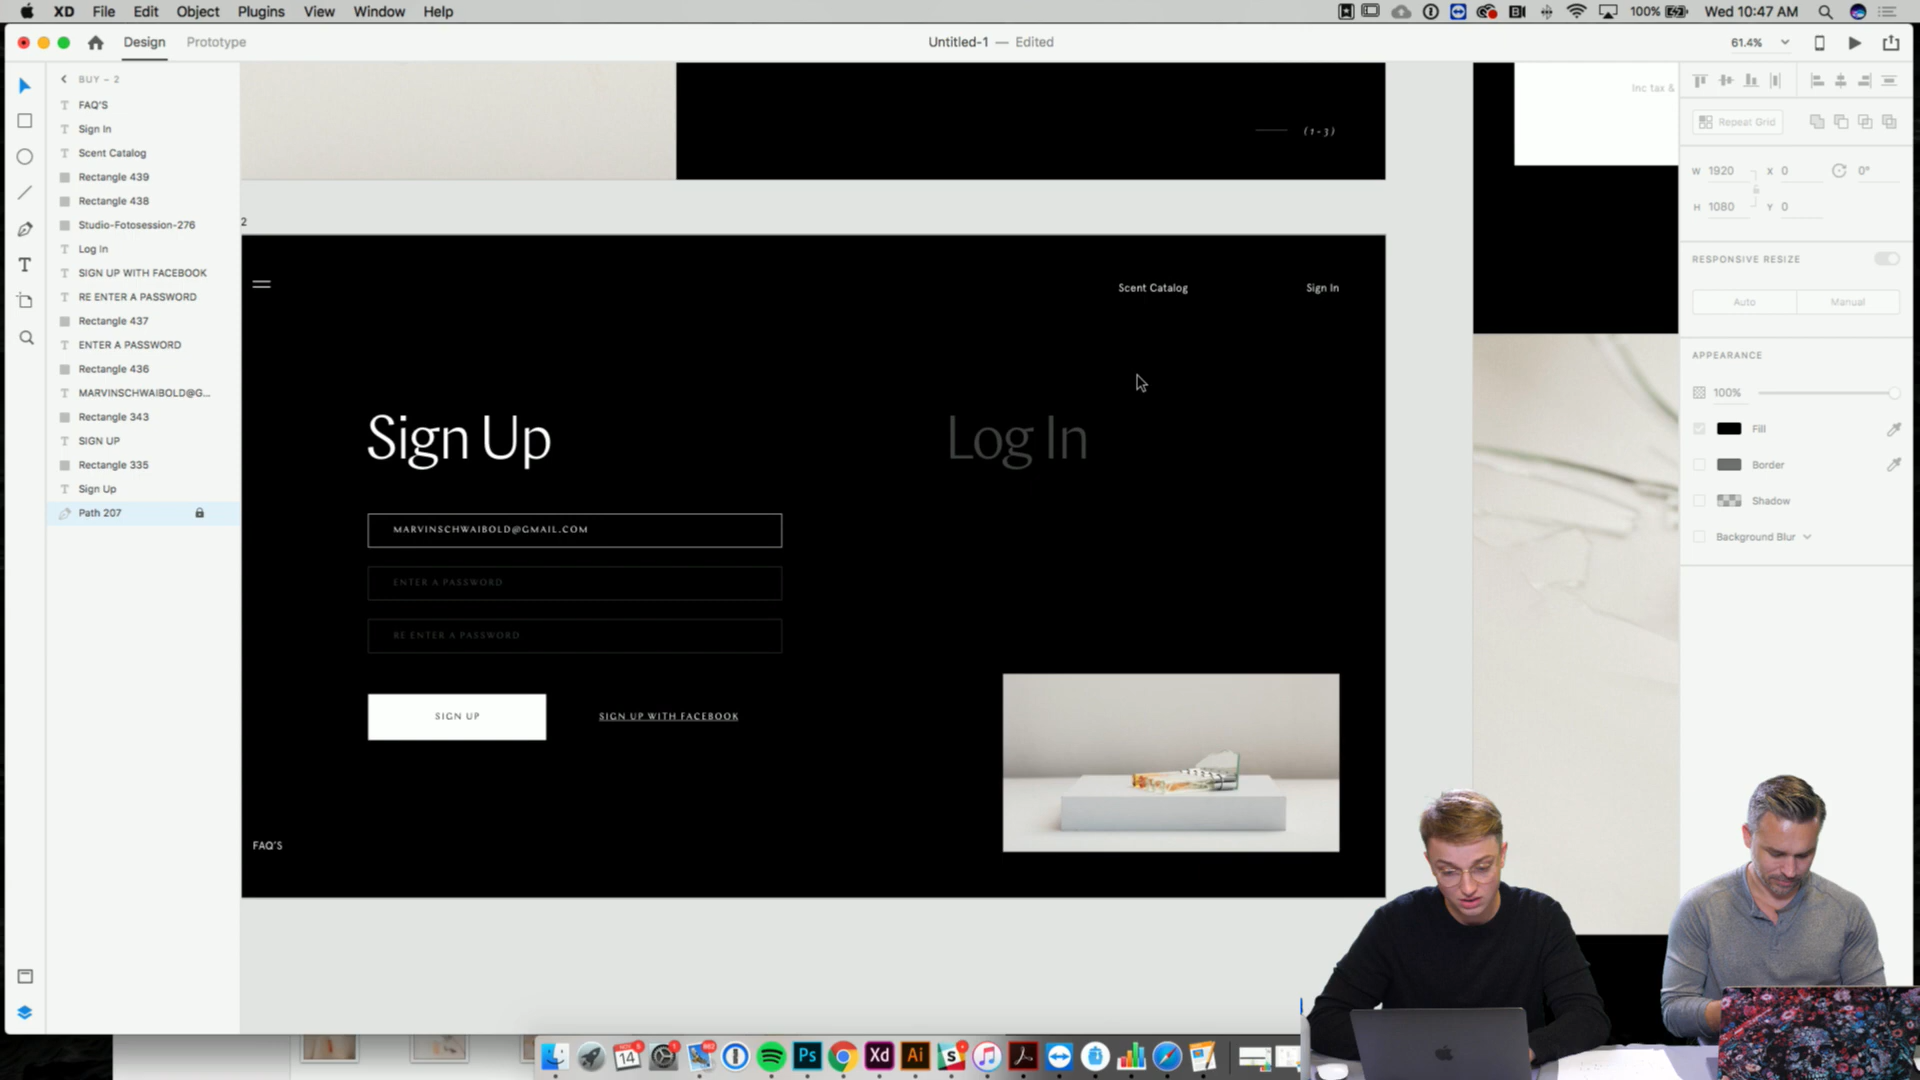 XD File Edit Object Plugins View Window Help
100% Wed 10:47 AM
Design Prototype
Untitled-1 — Edited
61.4%
BUY – 2
FAQ'S
Sign In
Scent Catalog
Rectangle 439
Rectangle 438
Studio-Fotosession-276
Log In
SIGN UP WITH FACEBOOK
RE ENTER A PASSWORD
Rectangle 437
ENTER A PASSWORD
Rectangle 436
MARVINSCHWAIBOLD@G...
Rectangle 343
SIGN UP
Rectangle 335
Sign Up
Path 207
(1-3)
2
Scent Catalog
Sign In
Sign Up
Log In
MARVINSCHWAIBOLD@GMAIL.COM
ENTER A PASSWORD
RE ENTER A PASSWORD
SIGN UP
SIGN UP WITH FACEBOOK
FAQ'S
Inc tax &
Repeat Grid
W 1920 X 0 0°
H 1080 Y 0
RESPONSIVE RESIZE
Auto Manual
APPEARANCE
100%
Fill
Border
Shadow
Background Blur
14
Ps
Xd
Ai
S